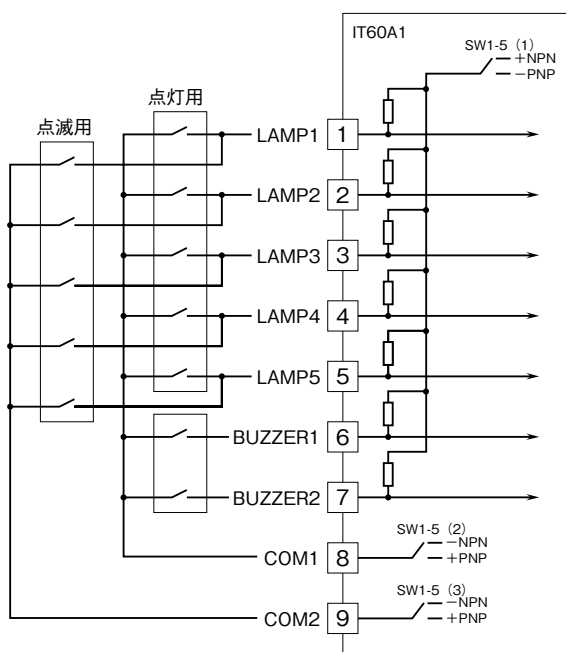 IT60A1
SW1-5 (1)
+NPN
−PNP
点灯用
点滅用
LAMP1 1
LAMP2 2
LAMP3 3
LAMP4 4
LAMP5 5
BUZZER1 6
BUZZER2 7
SW1-5 (2)
−NPN
+PNP
COM1 8
SW1-5 (3)
−NPN
+PNP
COM2 9